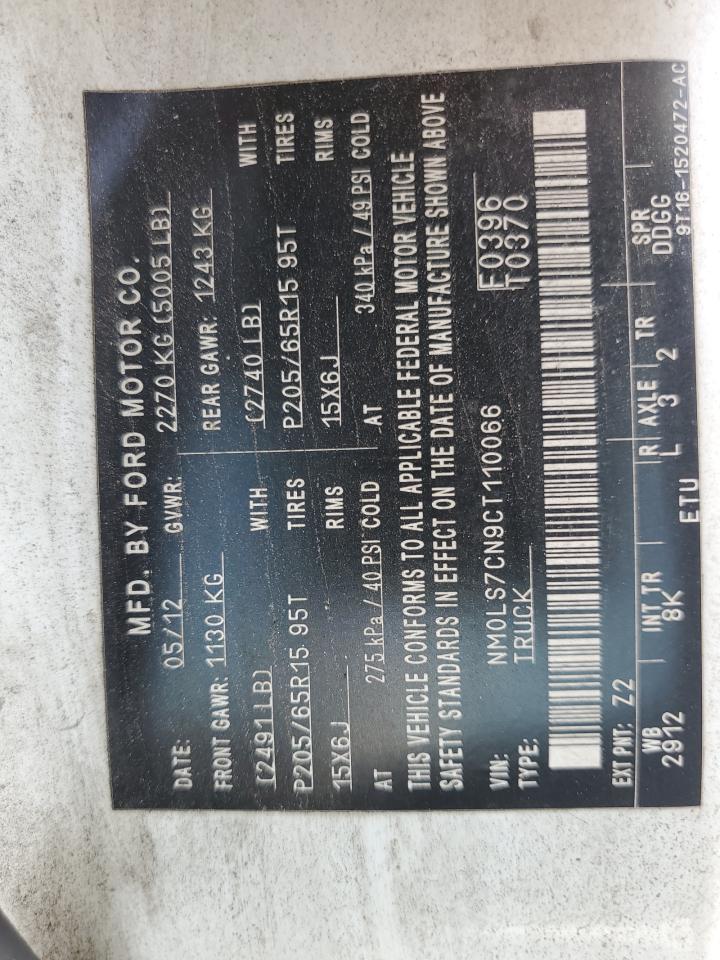 MFD. BY FORD MOTOR CO.
DATE: 05/12 GVWR: 2270 KG (5005 LB)
FRONT GAWR: 1130 KG REAR GAWR: 1243 KG
(2491LB) WITH (2740 LB) WITH
P205/65R15 95T TIRES P205/65R15 95T TIRES
15X6J RIMS 15X6J RIMS
AT 275 kPa / 40 PSI COLD AT 340 kPa / 49 PSI COLD
THIS VEHICLE CONFORMS TO ALL APPLICABLE FEDERAL MOTOR VEHICLE
SAFETY STANDARDS IN EFFECT ON THE DATE OF MANUFACTURE SHOWN ABOVE
VIN: NM0LS7CN9CT110066 F0396
TYPE: TRUCK T0370
EXT PNT: Z2
WB INT TR R AXLE TR SPR
2912 8K L 3 2 DDGG
ETU 9T16-1520472-AC